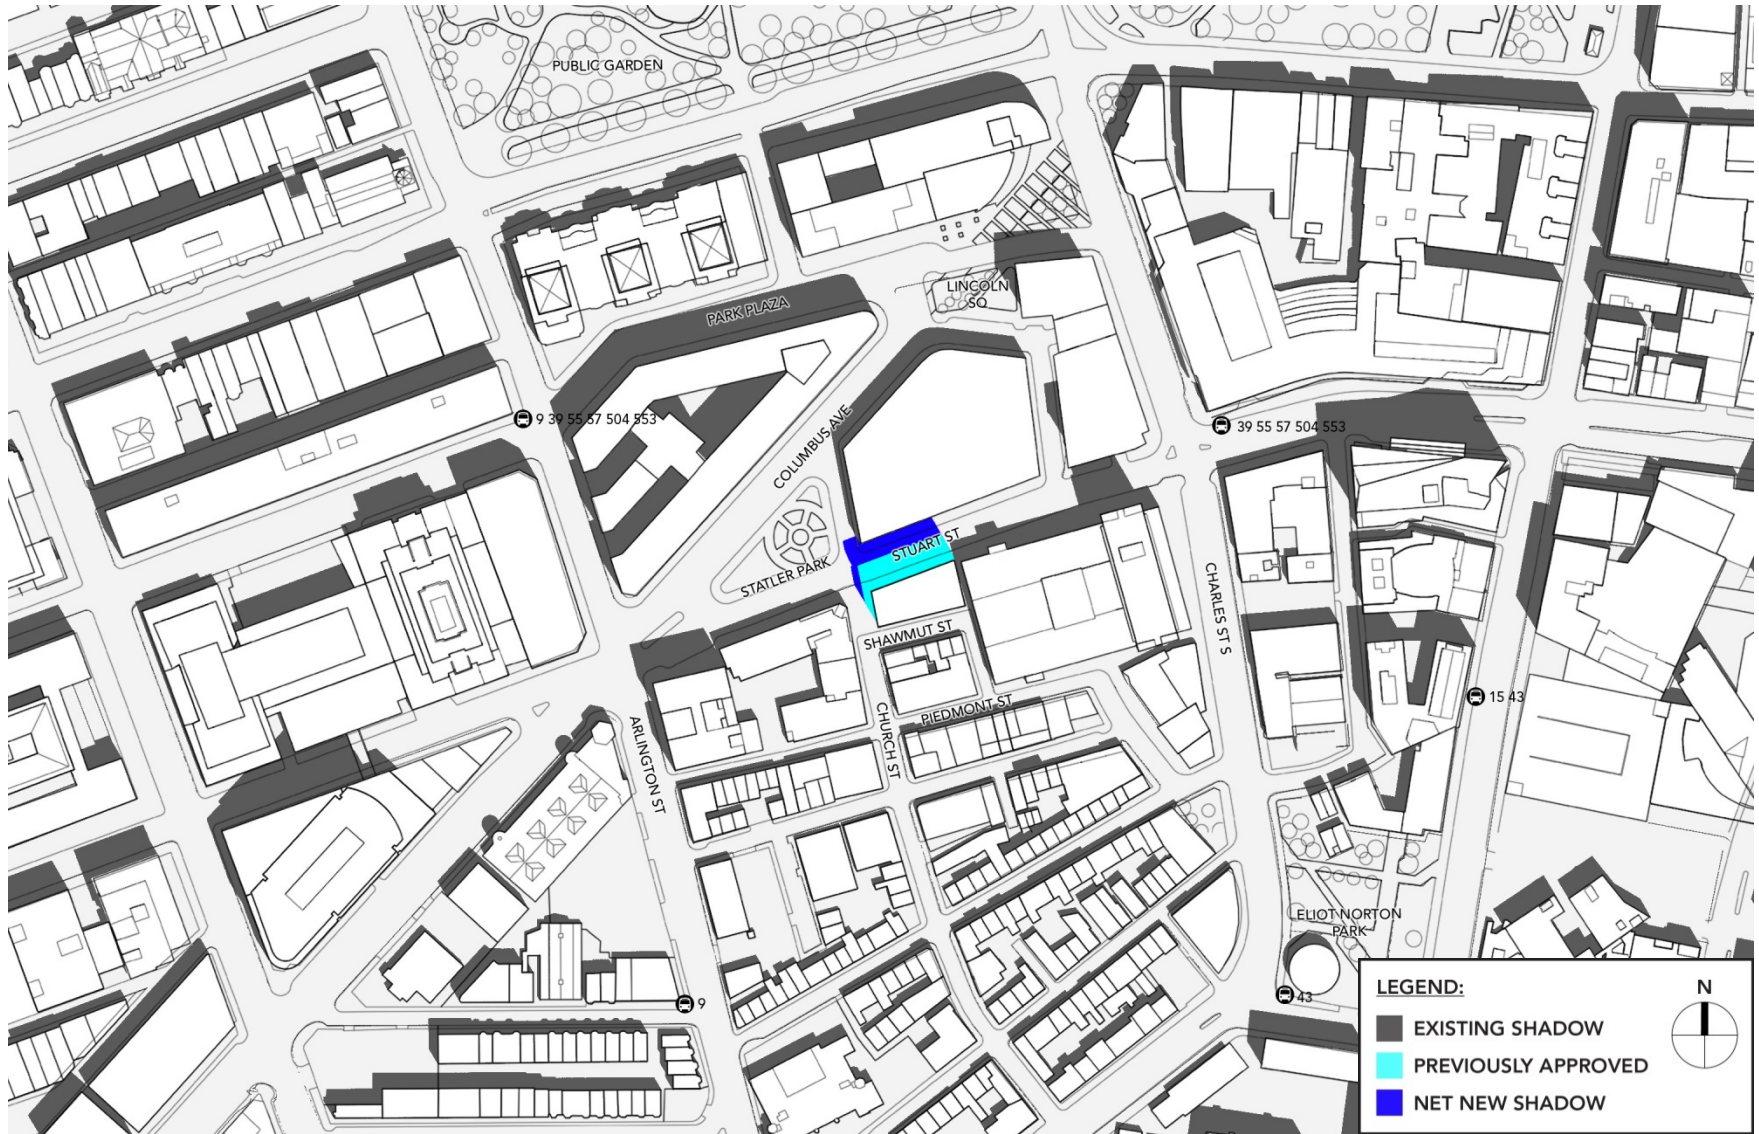 PUBLIC GARDEN
LINCOLN
SQ
PARK PLAZA
9 39 55 57 504 553
COLUMBUS AVE
39 55 57 504 553
STUART ST
STATLER PARK
SHAWMUT ST
CHARLES ST S
PIEDMONT ST
15 43
ARLINGTON ST
CHURCH ST
ELIOT NORTON
PARK
9
43
LEGEND:
N
EXISTING SHADOW
PREVIOUSLY APPROVED
NET NEW SHADOW